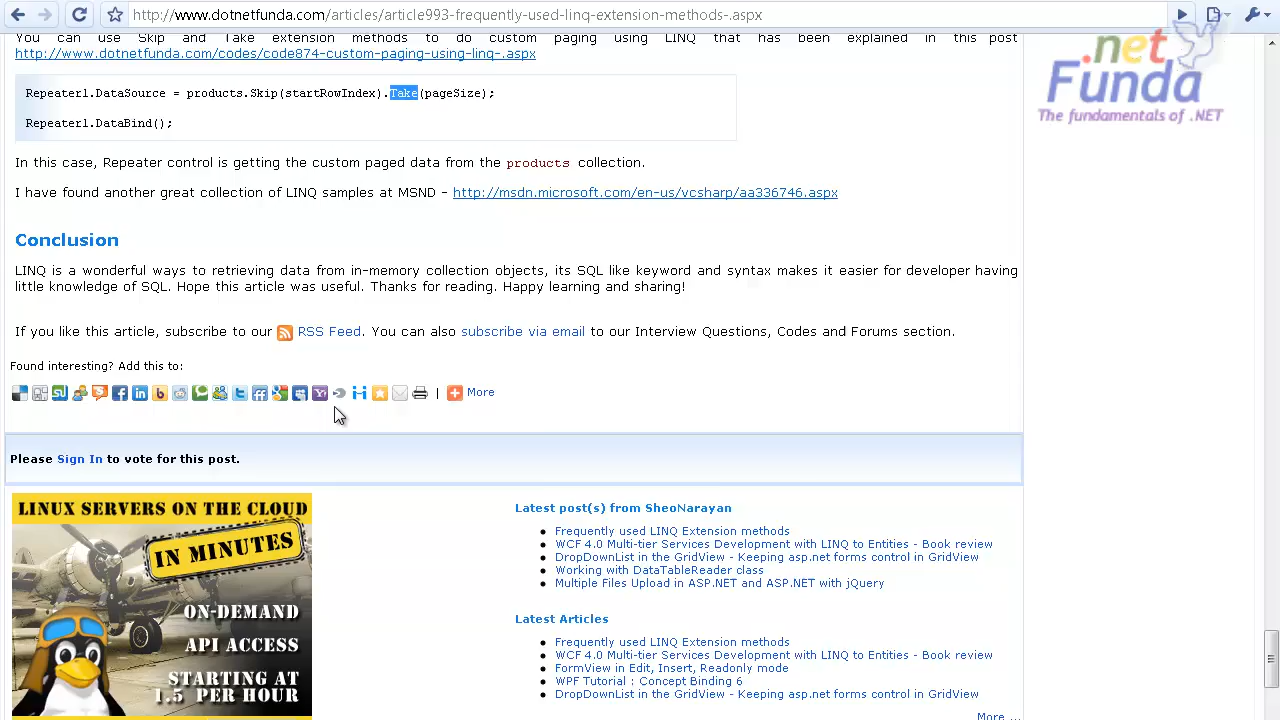 http://www.dotnetfunda.com/articles/article993-frequently-used-linq-extension-methods-.aspx
You can use Skip and Take extension methods to do custom paging using LINQ that has been explained in this post
http://www.dotnetfunda.com/codes/code874-custom-paging-using-linq-.aspx
.net
Funda
The fundamentals of .NET
Repeater1.DataSource = products.Skip(startRowIndex).Take(pageSize);
Repeater1.DataBind();
In this case, Repeater control is getting the custom paged data from the products collection.
I have found another great collection of LINQ samples at MSND - http://msdn.microsoft.com/en-us/vcsharp/aa336746.aspx
Conclusion
LINQ is a wonderful ways to retrieving data from in-memory collection objects, its SQL like keyword and syntax makes it easier for developer having
little knowledge of SQL. Hope this article was useful. Thanks for reading. Happy learning and sharing!
If you like this article, subscribe to our RSS Feed. You can also subscribe via email to our Interview Questions, Codes and Forums section.
Found interesting? Add this to:
| More
Please Sign In to vote for this post.
LINUX SERVERS ON THE CLOUD
IN MINUTES
ON-DEMAND
API ACCESS
STARTING AT
1.5 PER HOUR
Latest post(s) from SheoNarayan
Frequently used LINQ Extension methods
WCF 4.0 Multi-tier Services Development with LINQ to Entities - Book review
DropDownList in the GridView - Keeping asp.net forms control in GridView
Working with DataTableReader class
Multiple Files Upload in ASP.NET and ASP.NET with jQuery
Latest Articles
Frequently used LINQ Extension methods
WCF 4.0 Multi-tier Services Development with LINQ to Entities - Book review
FormView in Edit, Insert, Readonly mode
WPF Tutorial : Concept Binding 6
DropDownList in the GridView - Keeping asp.net forms control in GridView
More ...